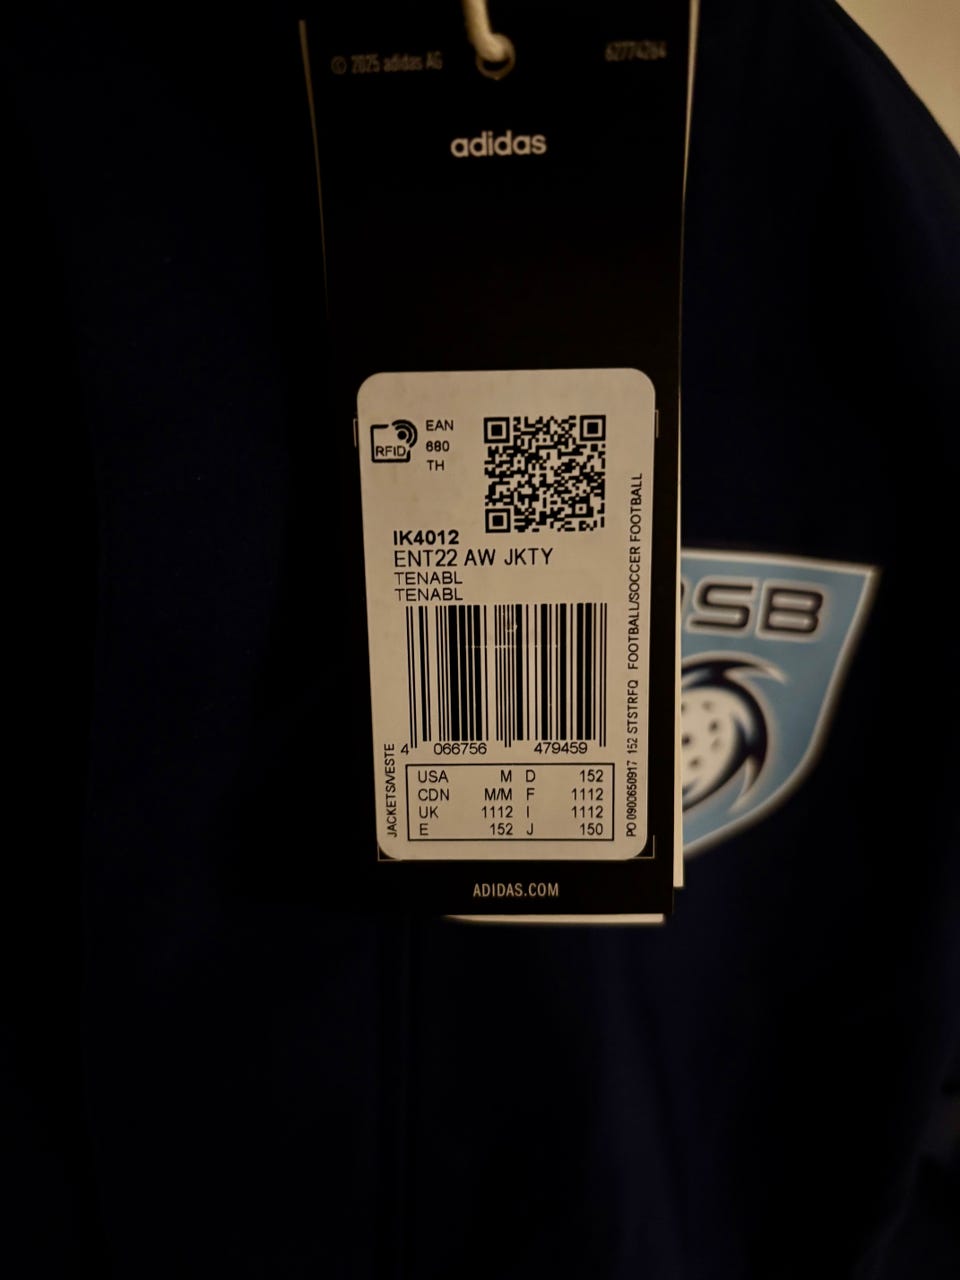 © 2025 adidas AG
62774264
adidas
RFID
EAN
680
TH
IK4012
ENT22 AW JKTY
TENABL
TENABL
4 066756 479459
USA M D 152
CDN M/M F 1112
UK 1112 I 1112
E 152 J 150
JACKETS/VESTE
PO 0900650917 152 STSTRFQ FOOTBALL/SOCCER FOOTBALL
ADIDAS.COM
SB